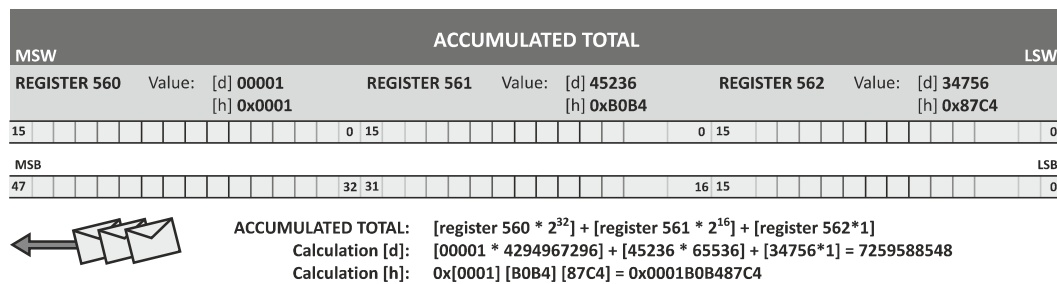 ACCUMULATED TOTAL
MSW LSW
REGISTER 560 Value: [d] 00001 REGISTER 561 Value: [d] 45236 REGISTER 562 Value: [d] 34756
[h] 0x0001 [h] 0xB0B4 [h] 0x87C4
15 0 15 0 15 0
MSB LSB
47 32 31 16 15 0
ACCUMULATED TOTAL: [register 560 * 2³²] + [register 561 * 2¹⁶] + [register 562*1]
Calculation [d]: [00001 * 4294967296] + [45236 * 65536] + [34756*1] = 7259588548
Calculation [h]: 0x[0001] [B0B4] [87C4] = 0x0001B0B487C4